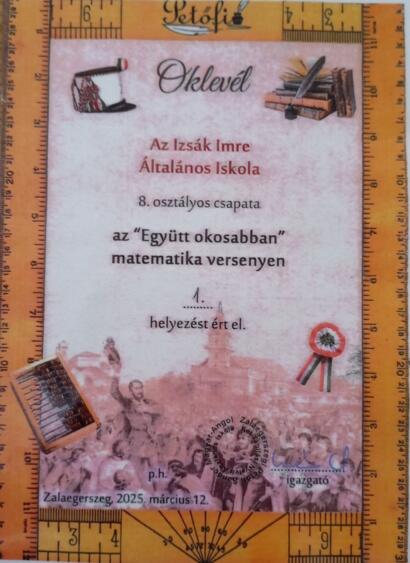 Petőfi
Oklevél
Az Izsák Imre
Általános Iskola
8. osztályos csapata
az "Együtt okosabban"
matematika versenyen
1.
helyezést ért el.
p.h.
igazgató
Zalaegerszeg, 2025. március 12.